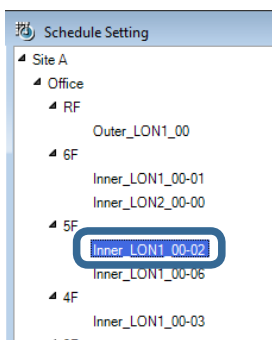 Schedule Setting
Site A
Office
RF
Outer_LON1_00
6F
Inner_LON1_00-01
Inner_LON2_00-00
5F
Inner_LON1_00-02
Inner_LON1_00-06
4F
Inner_LON1_00-03